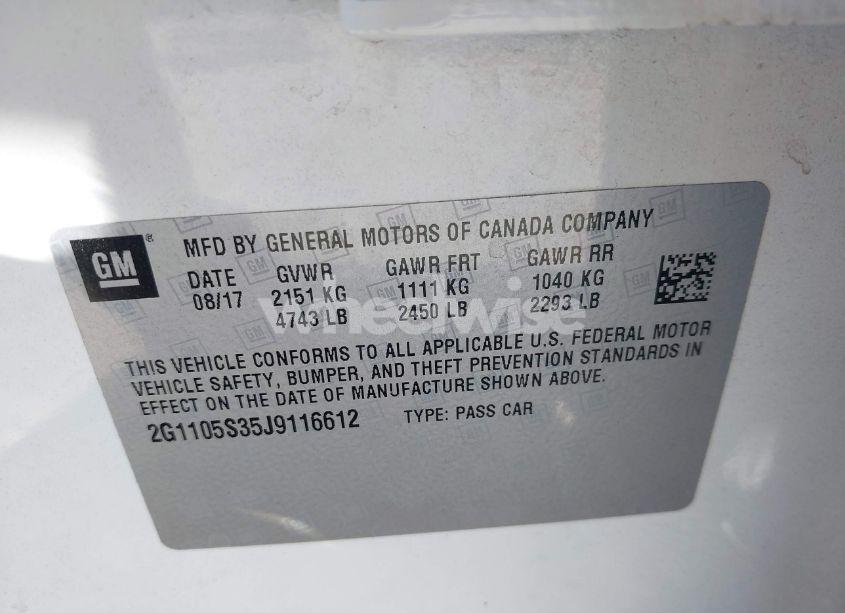 GM
MFD BY GENERAL MOTORS OF CANADA COMPANY
DATE GVWR GAWR FRT GAWR RR
08/17 2151 KG 1111 KG 1040 KG
4743 LB 2450 LB 2293 LB
wheelwise
THIS VEHICLE CONFORMS TO ALL APPLICABLE U.S. FEDERAL MOTOR
VEHICLE SAFETY, BUMPER, AND THEFT PREVENTION STANDARDS IN
EFFECT ON THE DATE OF MANUFACTURE SHOWN ABOVE.
2G1105S35J9116612 TYPE: PASS CAR